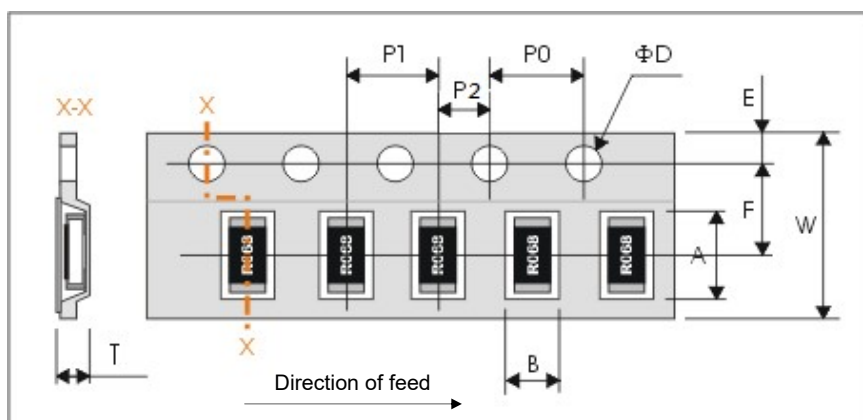 P1
P0
ΦD
P2
E
X-X
X
F
W
A
R068
R068
R068
R068
R068
T
X
B
Direction of feed